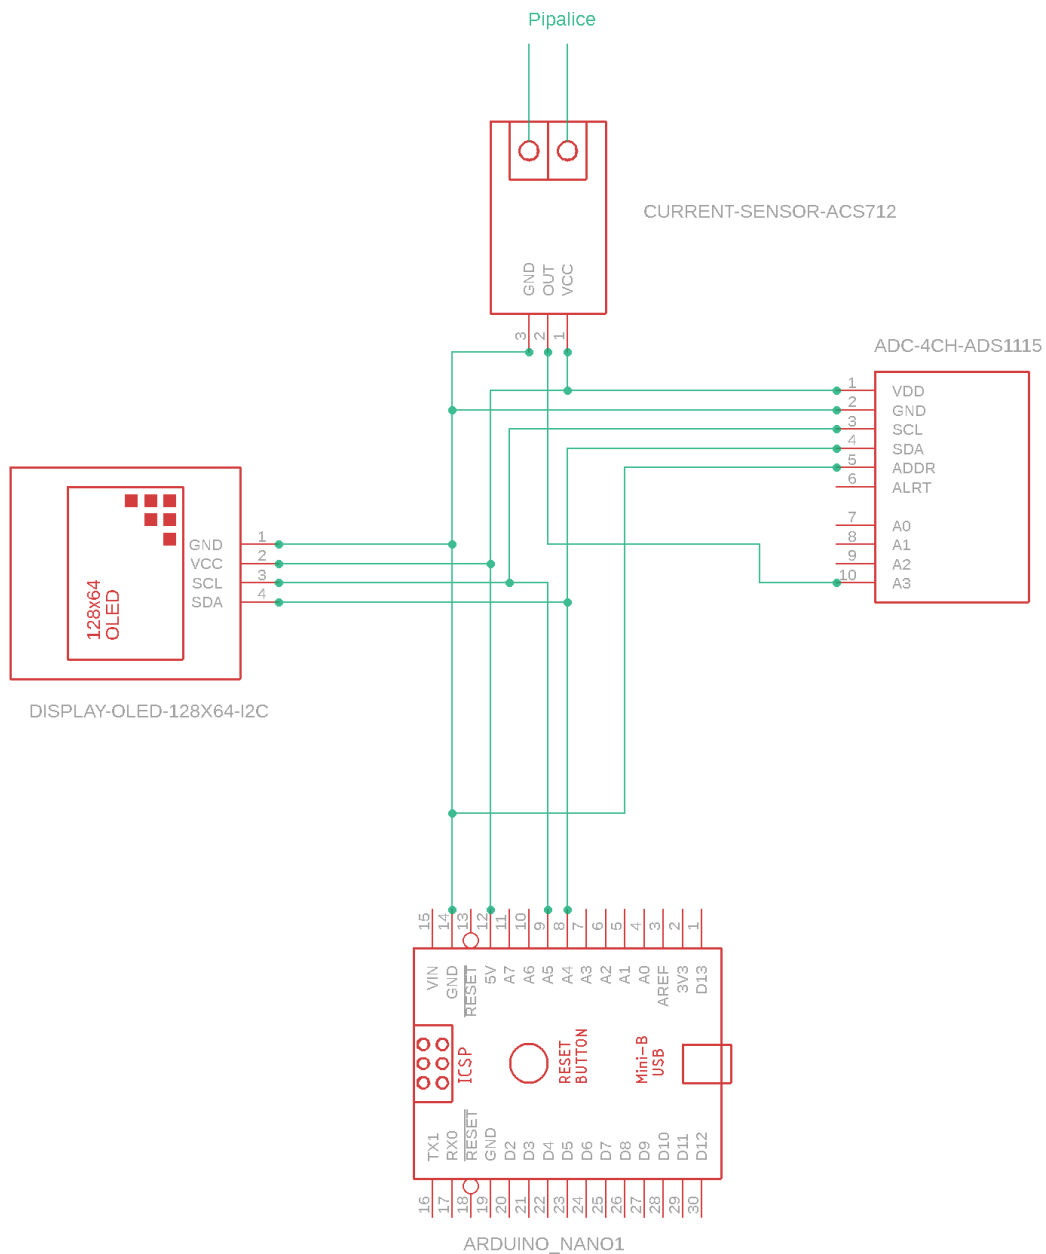 Pipalice
CURRENT-SENSOR-ACS712
GND
OUT
VCC
3
2
1
ADC-4CH-ADS1115
1 VDD
2 GND
3 SCL
4 SDA
5 ADDR
6 ALRT
7 A0
8 A1
9 A2
10 A3
GND 1
VCC 2
SCL 3
SDA 4
128x64
OLED
DISPLAY-OLED-128X64-I2C
15 14 13 12 11 10 9 8 7 6 5 4 3 2 1
VIN GND RESET 5V A7 A6 A5 A4 A3 A2 A1 A0 AREF 3V3 D13
ICSP
RESET
BUTTON
Mini-B
USB
TX1 RX0 RESET GND D2 D3 D4 D5 D6 D7 D8 D9 D10 D11 D12
16 17 18 19 20 21 22 23 24 25 26 27 28 29 30
ARDUINO_NANO1